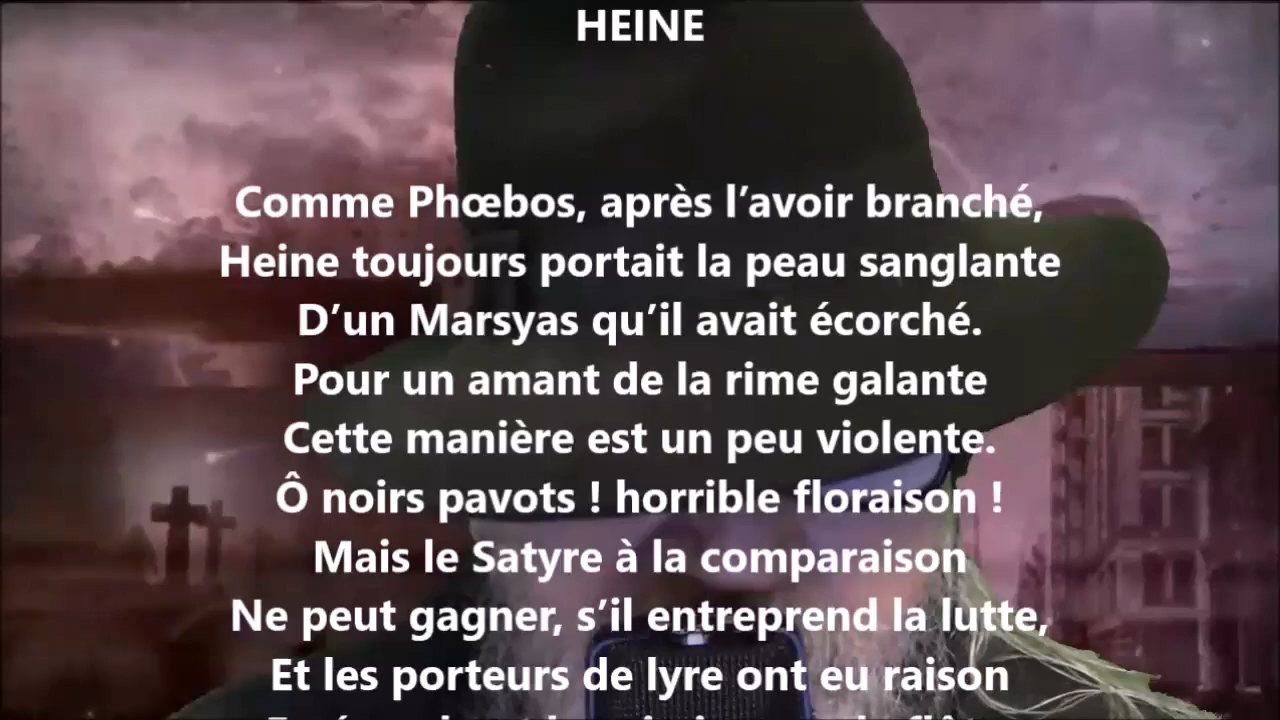 HEINE
Comme Phœbos, après l’avoir branché,
Heine toujours portait la peau sanglante
D’un Marsyas qu’il avait écorché.
Pour un amant de la rime galante
Cette manière est un peu violente.
Ô noirs pavots ! horrible floraison !
Mais le Satyre à la comparaison
Ne peut gagner, s’il entreprend la lutte,
Et les porteurs de lyre ont eu raison